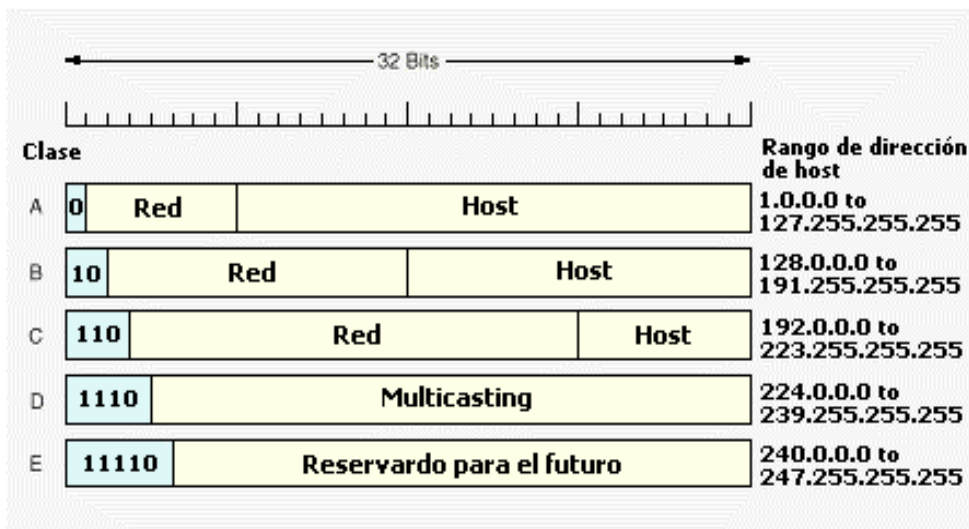 32 Bits
Clase
Rango de dirección
de host
A
0
Red
Host
1.0.0.0 to
127.255.255.255
B
10
Red
Host
128.0.0.0 to
191.255.255.255
C
110
Red
Host
192.0.0.0 to
223.255.255.255
D
1110
Multicasting
224.0.0.0 to
239.255.255.255
E
11110
Reservardo para el futuro
240.0.0.0 to
247.255.255.255